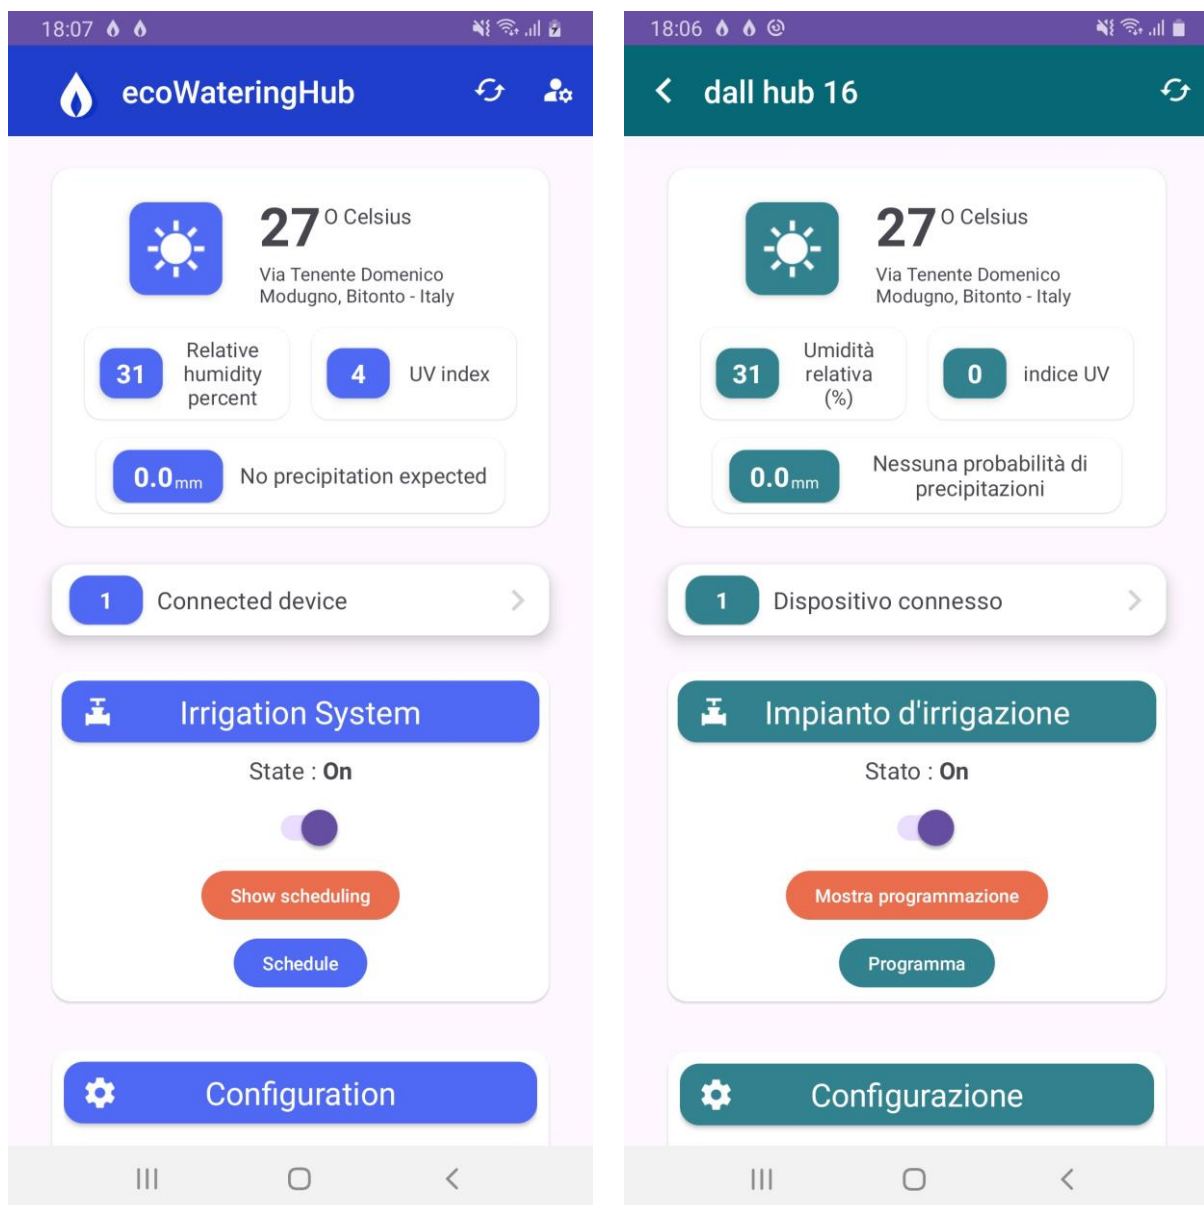 18:07
ecoWateringHub
27 O Celsius
Via Tenente Domenico
Modugno, Bitonto - Italy
31
Relative
humidity
percent
4
UV index
0.0mm
No precipitation expected
1
Connected device
Irrigation System
State : On
Show scheduling
Schedule
Configuration
18:06
dall hub 16
27 O Celsius
Via Tenente Domenico
Modugno, Bitonto - Italy
31
Umidità
relativa
(%)
0
indice UV
0.0mm
Nessuna probabilità di
precipitazioni
1
Dispositivo connesso
Impianto d'irrigazione
Stato : On
Mostra programmazione
Programma
Configurazione